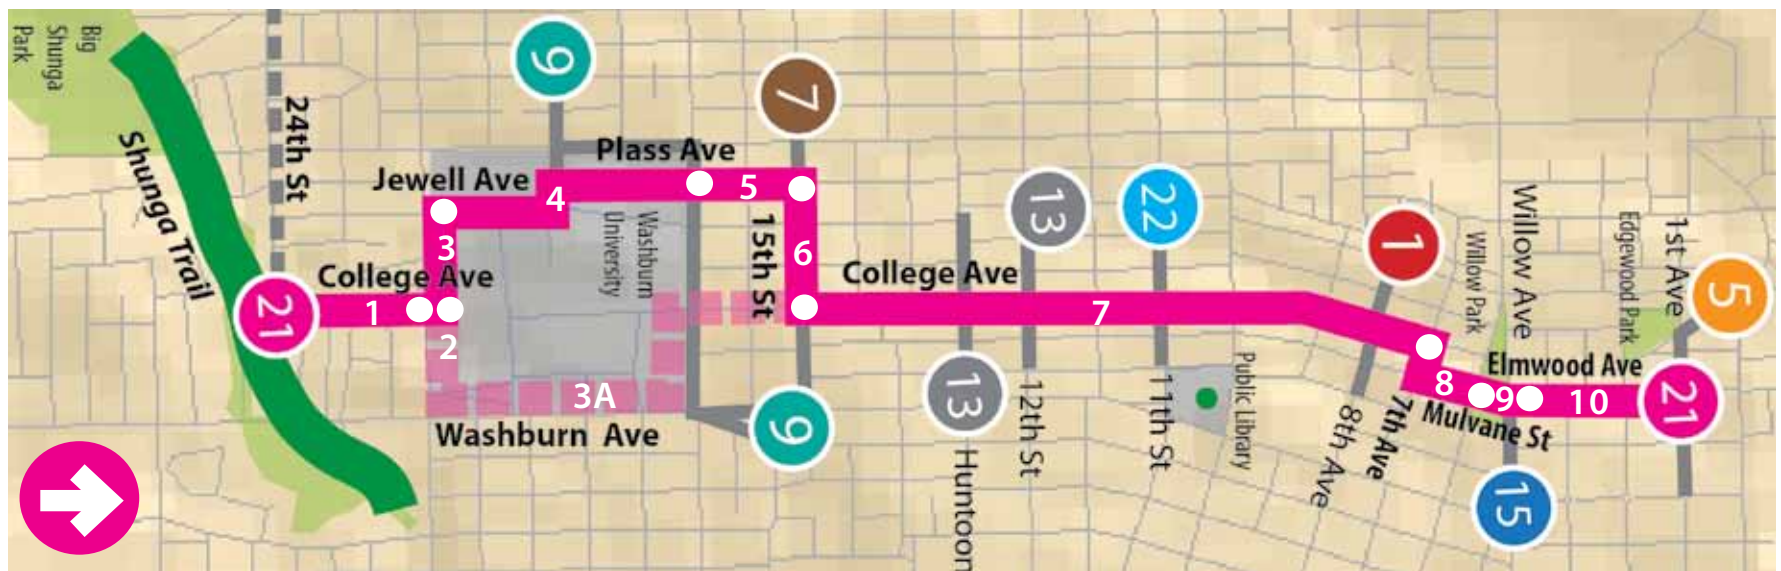 Big
Shunga
Park
Shunga Trail
24th St
21
College Ave
1
2
3
3A
Jewell Ave
4
9
Plass Ave
5
7
15th St
6
Washburn
University
Washburn Ave
9
College Ave
7
13
13
Huntoon
12th St
22
11th St
Public Library
1
8th Ave
7th Ave
8
Mulvane St
Willow Park
Willow Ave
9
15
Elmwood Ave
10
Edgewood Park
1st Ave
5
21